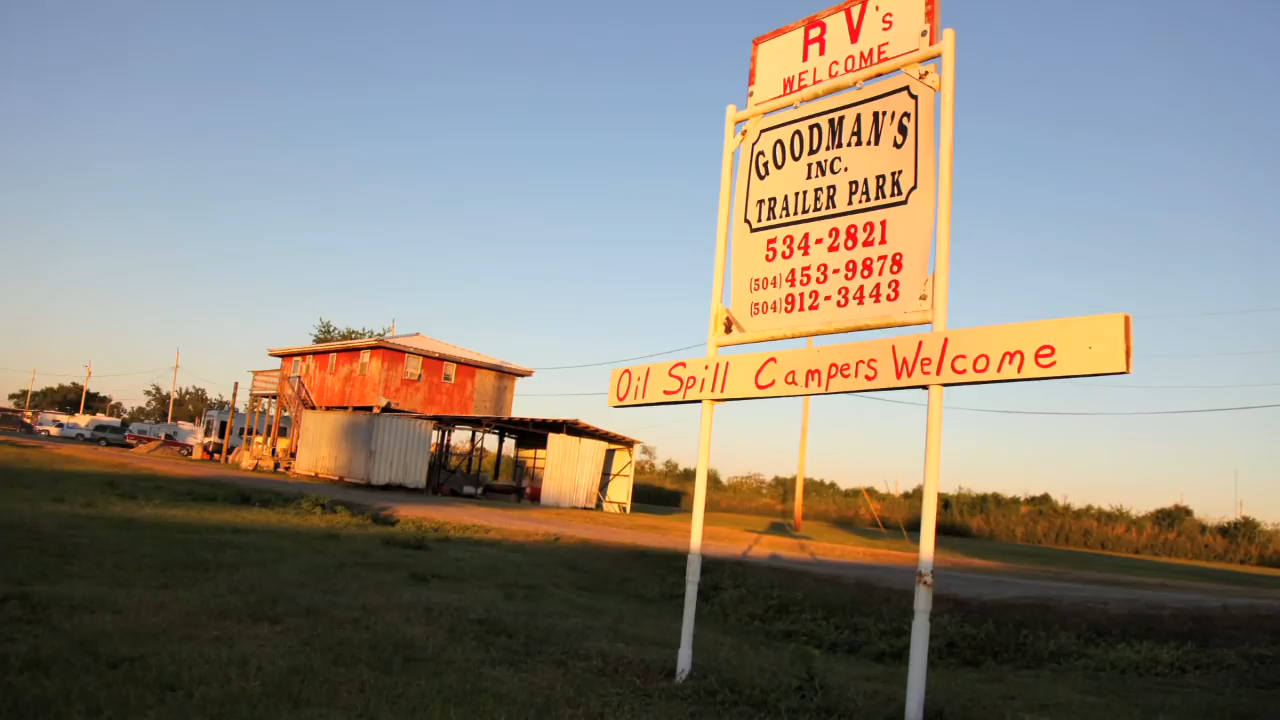 RV's
WELCOME
GOODMAN'S
INC.
TRAILER PARK
534-2821
(504)453-9878
(504)912-3443
Oil Spill Campers Welcome